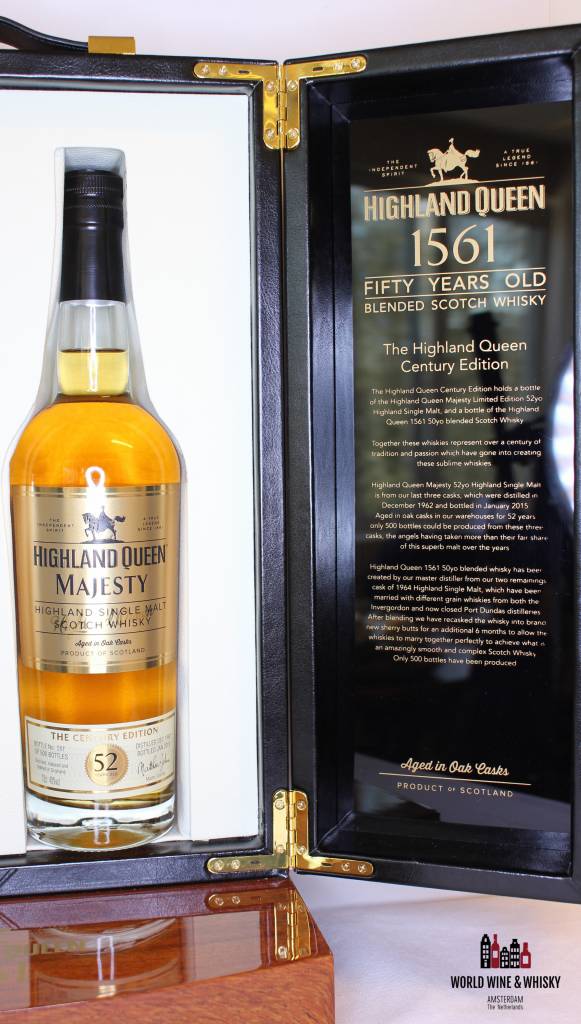 THE
INDEPENDENT
SPIRIT
A TRUE
LEGEND
HIGHLAND QUEEN
MAJESTY
HIGHLAND SINGLE MALT
SCOTCH WHISKY
Aged in Oak Casks
PRODUCT OF SCOTLAND
THE CENTURY EDITION
BOTTLE No.
OF 500 BOTTLES
52
DISTILLED DEC 1962
BOTTLED JAN 2015
THE
INDEPENDENT
SPIRIT
A TRUE
LEGEND
SINCE
HIGHLAND QUEEN
1561
FIFTY YEARS OLD
BLENDED SCOTCH WHISKY
The Highland Queen
Century Edition
The Highland Queen Century Edition holds a bottle
of the Highland Queen Majesty Limited Edition 52yo
Highland Single Malt, and a bottle of the Highland
Queen 1561 50yo blended Scotch Whisky
Together these whiskies represent over a century of
tradition and passion which have gone into creating
these sublime whiskies
Highland Queen Majesty 52yo Highland Single Malt
is from our last three casks, which were distilled in
December 1962 and bottled in January 2015
Aged in oak casks in our warehouses for 52 years
only 500 bottles could be produced from these three
casks, the angels having taken more than their fair share
of this superb malt over the years
Highland Queen 1561 50yo blended whisky has been
created by our master distiller from our two remaining
cask of 1964 Highland Single Malt, which have been
married with different grain whiskies from both the
Invergordon and now closed Port Dundas distilleries
After blending we have recasked the whisky into brand
new sherry butts for an additional 6 months to allow the
whiskies to marry together perfectly to achieve what is
an amazingly smooth and complex Scotch Whisky
Only 500 bottles have been produced
Aged in Oak Casks
PRODUCT OF SCOTLAND
WORLD WINE & WHISKY
AMSTERDAM
The Netherlands